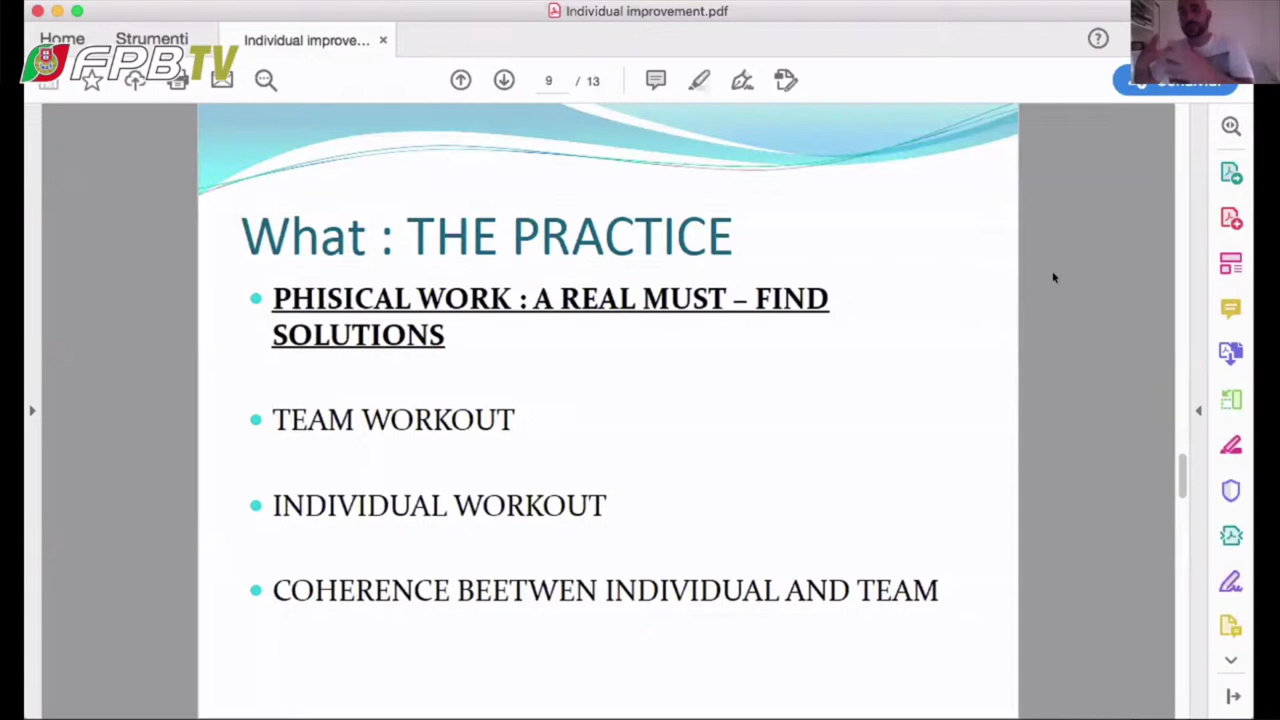 Individual improvement.pdf
Home
Strumenti
Individual improve... ×
FPBTV
9 / 13
What : THE PRACTICE
PHISICAL WORK : A REAL MUST – FIND
SOLUTIONS
TEAM WORKOUT
INDIVIDUAL WORKOUT
COHERENCE BEETWEN INDIVIDUAL AND TEAM